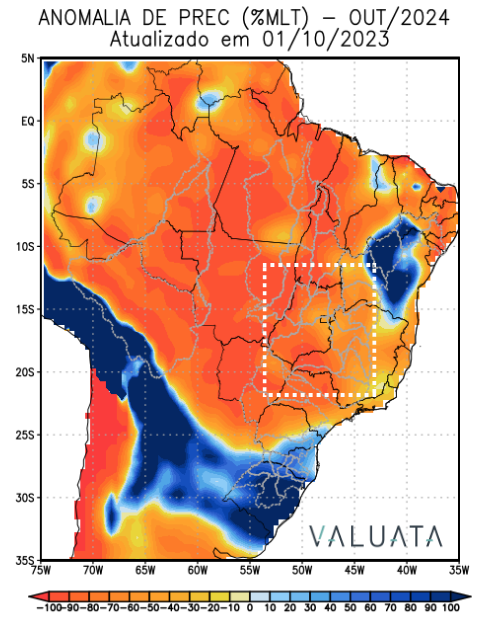 ANOMALIA DE PREC (%MLT) – OUT/2024
Atualizado em 01/10/2023
5N
EQ
5S
10S
15S
20S
25S
30S
35S
VALUATA
75W 70W 65W 60W 55W 50W 45W 40W 35W
-100-90-80-70-60-50-40-30-20-10 0 10 20 30 40 50 60 70 80 90 100